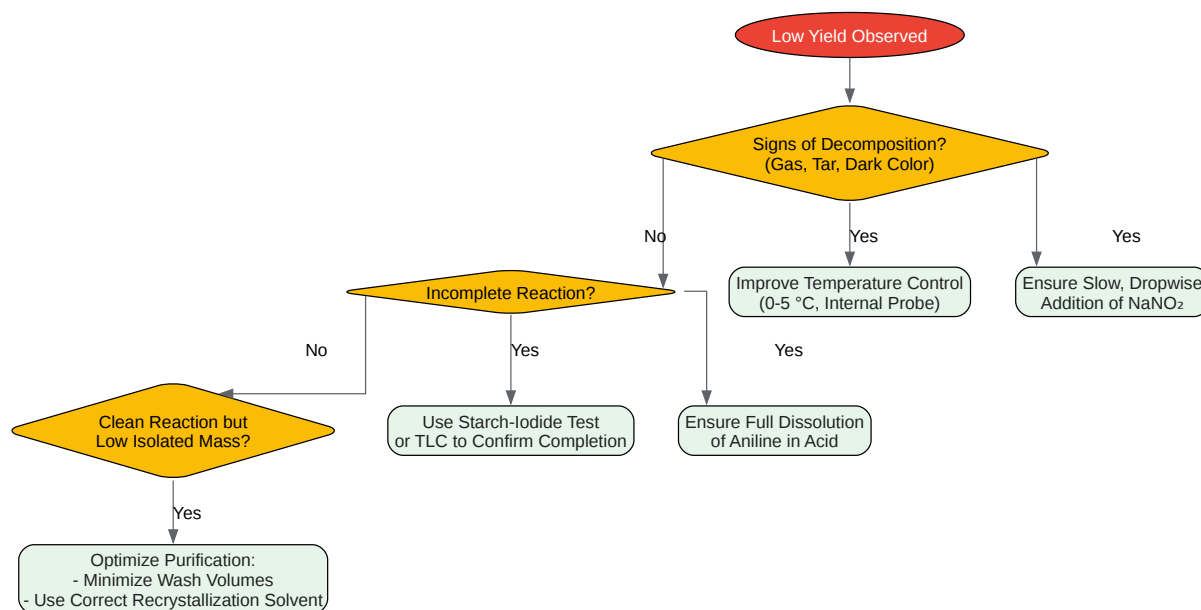 Low Yield Observed
Signs of Decomposition?
(Gas, Tar, Dark Color)
No
Yes
Yes
Incomplete Reaction?
Improve Temperature Control
(0-5 °C, Internal Probe)
Ensure Slow, Dropwise
Addition of NaNO₂
No
Yes
Yes
Clean Reaction but
Low Isolated Mass?
Use Starch-Iodide Test
or TLC to Confirm Completion
Ensure Full Dissolution
of Aniline in Acid
Yes
Optimize Purification:
- Minimize Wash Volumes
- Use Correct Recrystallization Solvent